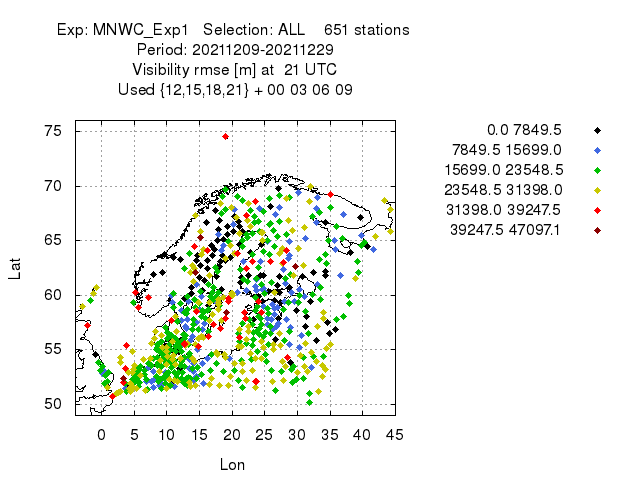 Exp: MNWC_Exp1   Selection: ALL    651 stations
Period: 20211209-20211229
Visibility rmse [m] at  21 UTC
Used {12,15,18,21} + 00 03 06 09
75
70
65
60
55
50
Lat
0 5 10 15 20 25 30 35 40 45
Lon
0.0 7849.5
7849.5 15699.0
15699.0 23548.5
23548.5 31398.0
31398.0 39247.5
39247.5 47097.1